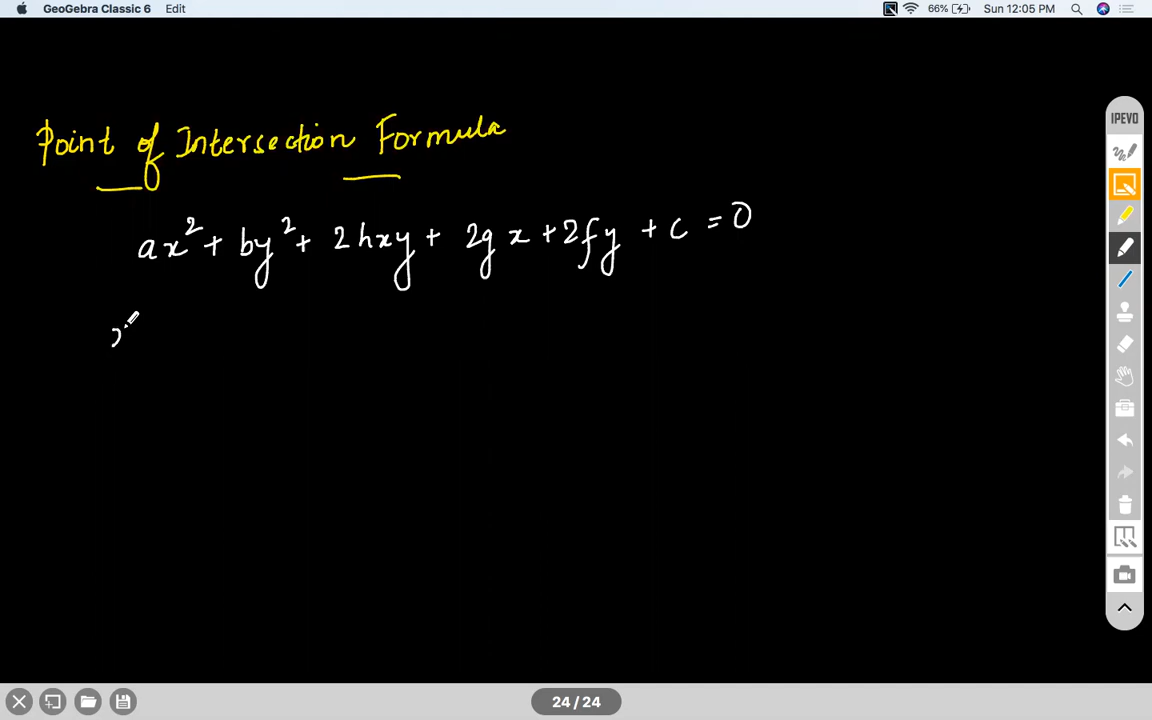 GeoGebra Classic 6 Edit 66% Sun 12:05 PM
IPEVO
Point of Intersection Formula
ax² + by² + 2hxy + 2gx + 2fy + c = 0
24 / 24